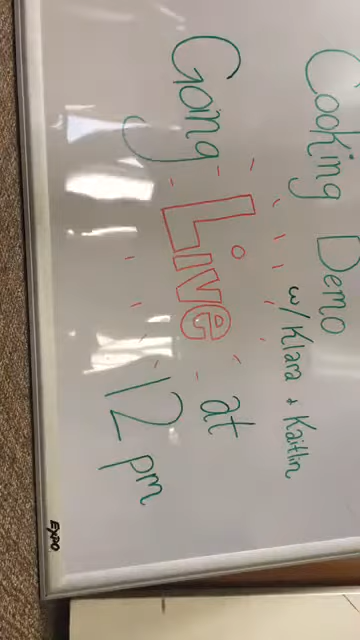 Cooking Demo
w/ Klara + Kaitlin
Going Live at
12 pm
EXPO